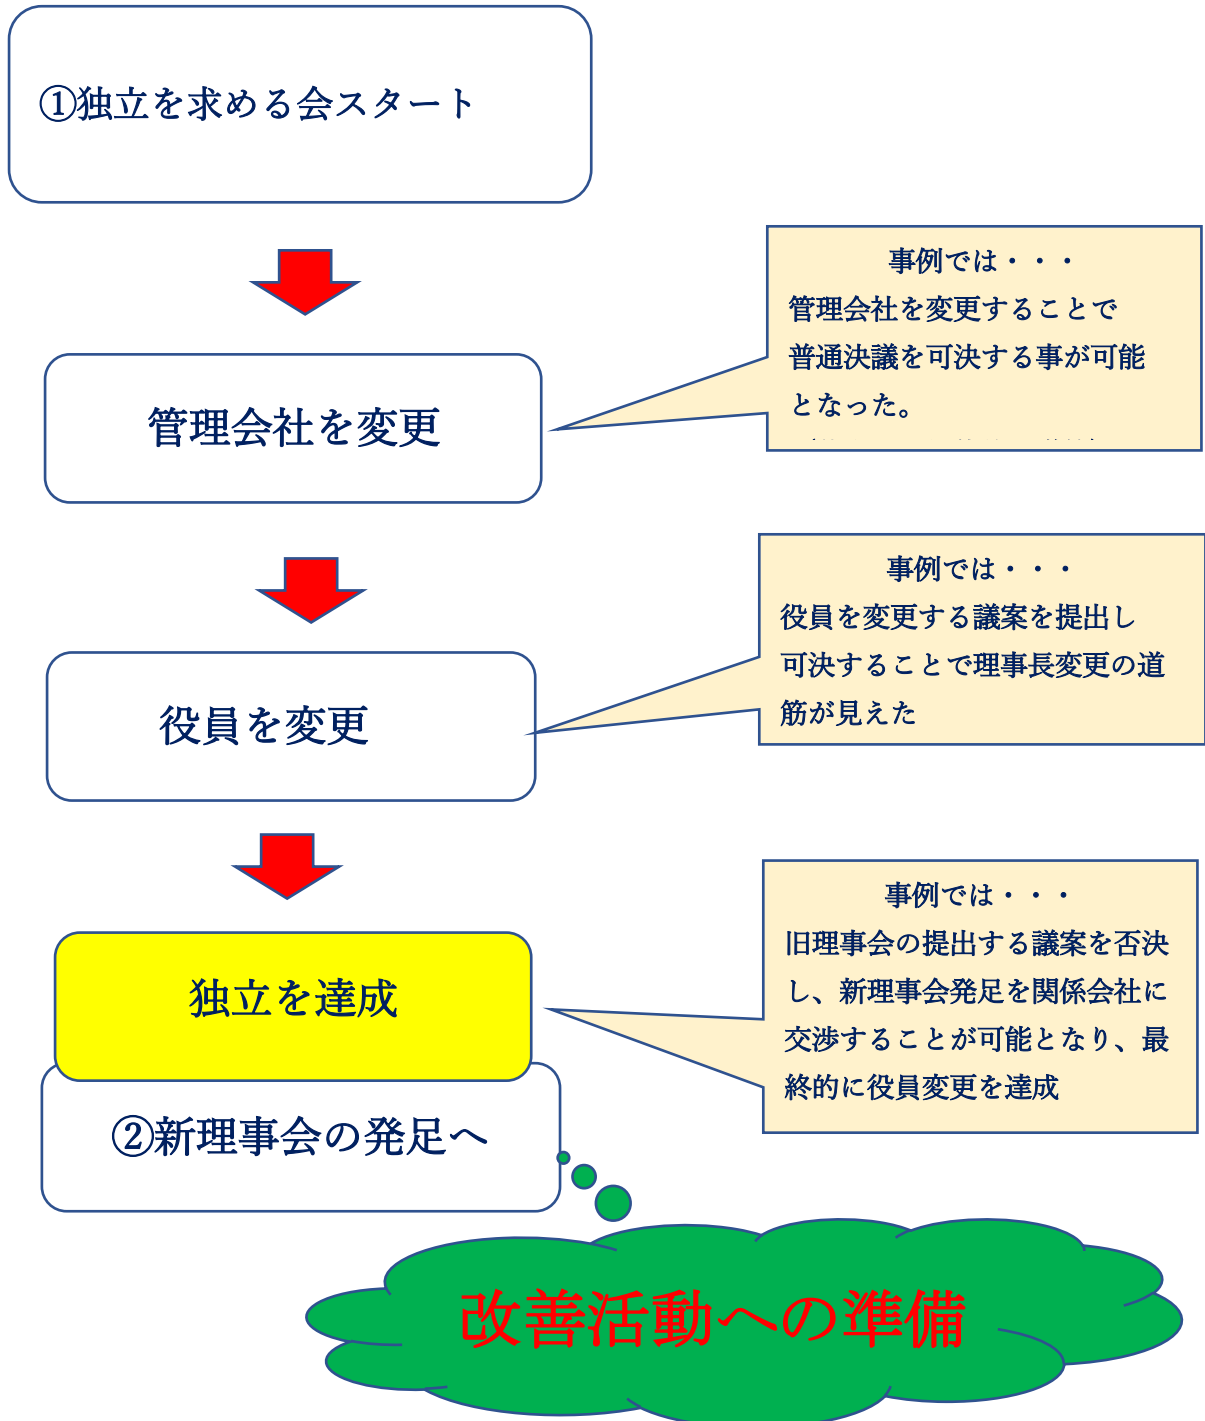 ①独立を求める会スタート
事例では・・・
管理会社を変更することで
普通決議を可決する事が可能
となった。
管理会社を変更
事例では・・・
役員を変更する議案を提出し
可決することで理事長変更の道
筋が見えた
役員を変更
事例では・・・
旧理事会の提出する議案を否決
し、新理事会発足を関係会社に
交渉することが可能となり、最
終的に役員変更を達成
独立を達成
②新理事会の発足へ
改善活動への準備